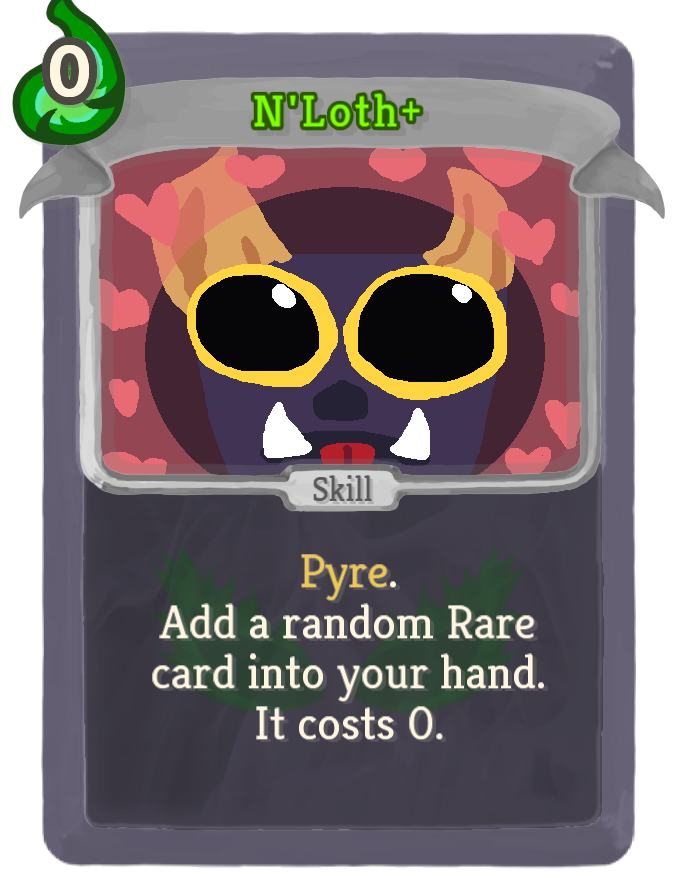 0
N'Loth+
Skill
Pyre.
Add a random Rare
card into your hand.
It costs 0.